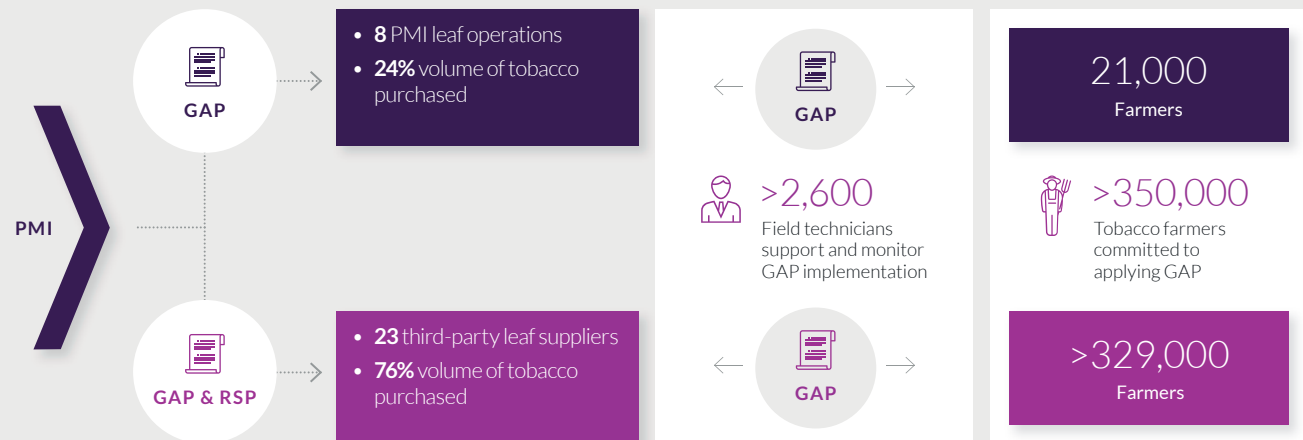 PMI
GAP
• 8 PMI leaf operations
• 24% volume of tobacco
purchased
GAP & RSP
• 23 third-party leaf suppliers
• 76% volume of tobacco
purchased
GAP
>2,600
Field technicians
support and monitor
GAP implementation
GAP
21,000
Farmers
>350,000
Tobacco farmers
committed to
applying GAP
>329,000
Farmers